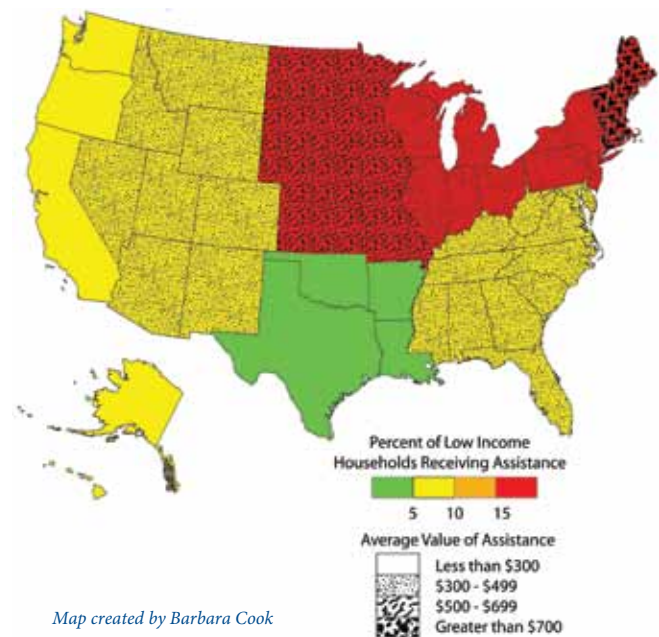 Percent of Low Income
Households Receiving Assistance
5 10 15
Average Value of Assistance
Less than $300
$300 - $499
$500 - $699
Greater than $700
Map created by Barbara Cook